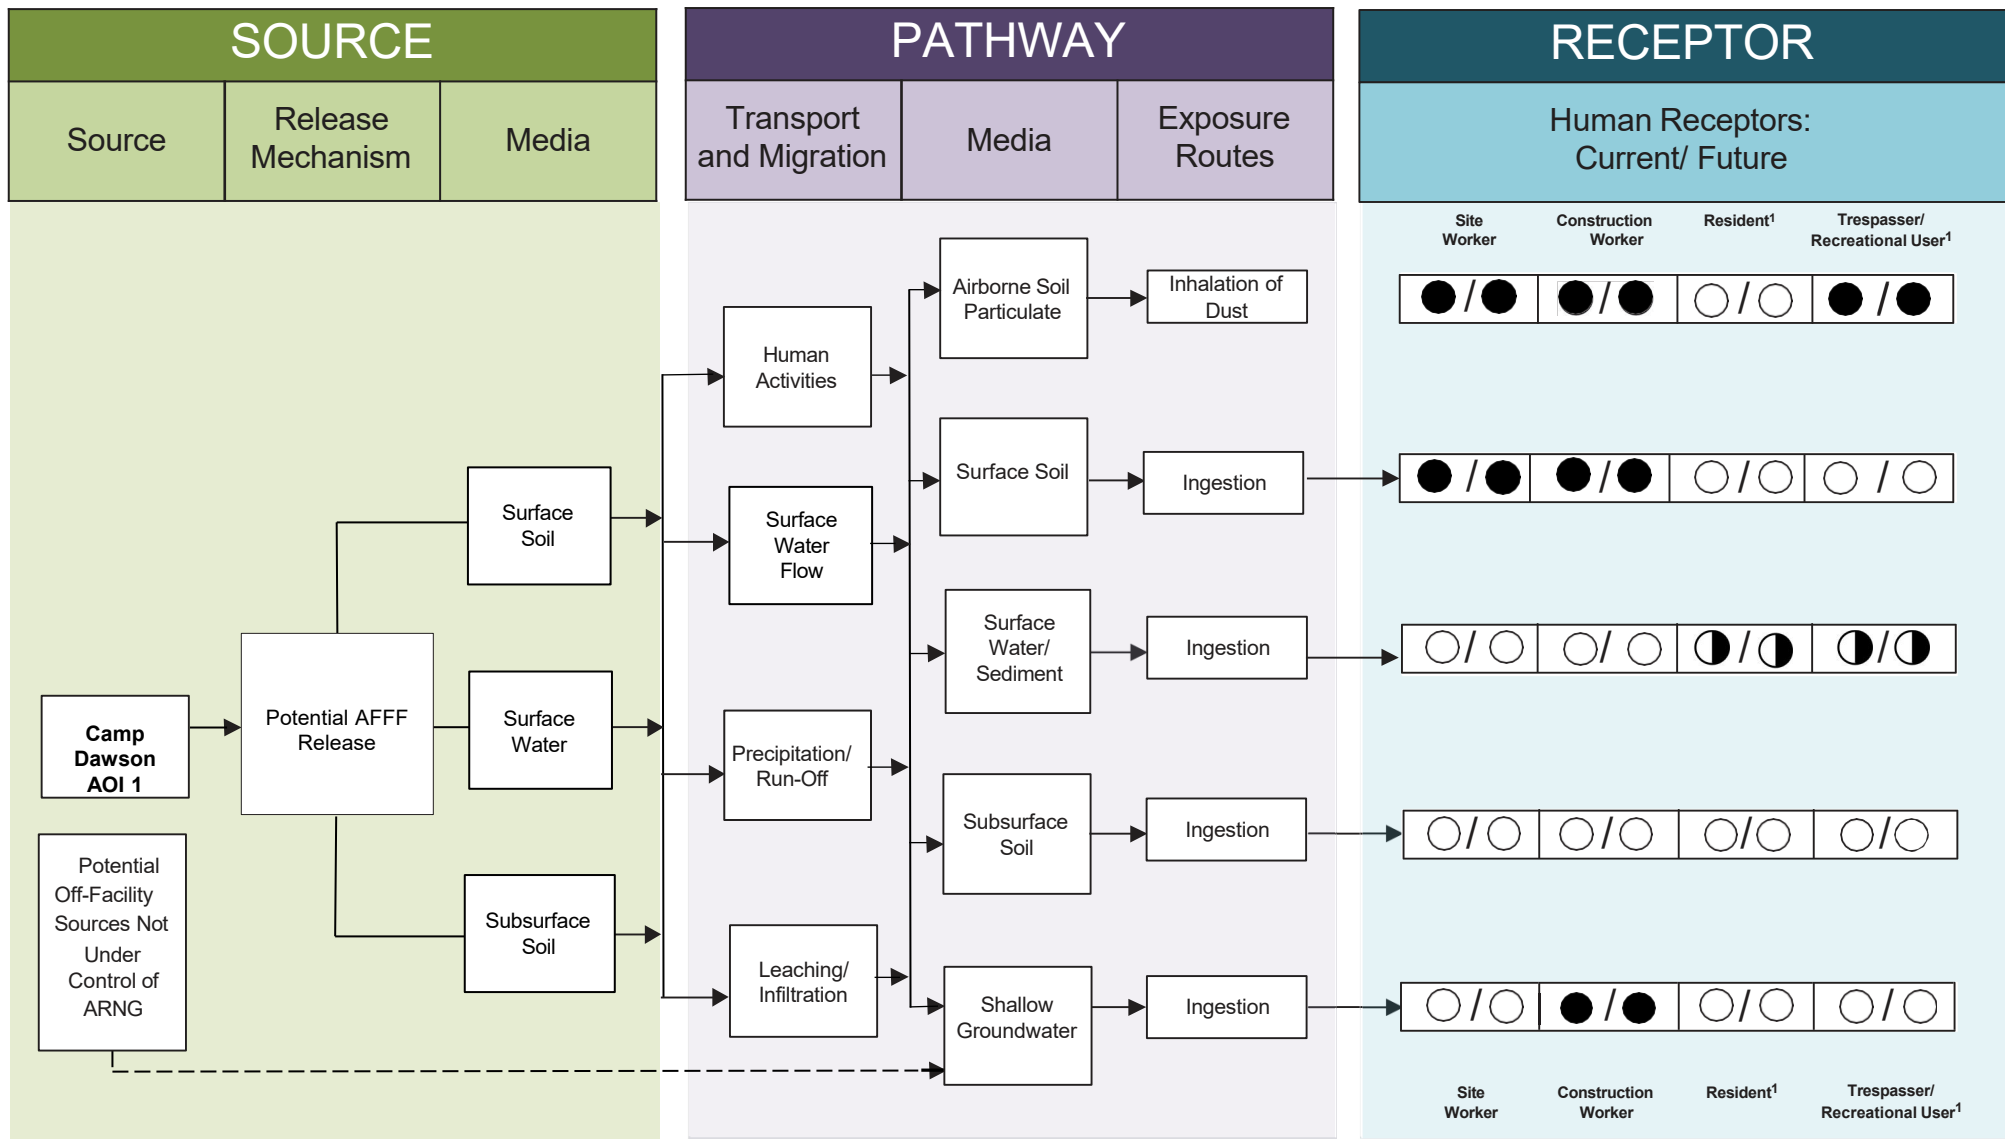 SOURCE
PATHWAY
RECEPTOR
Source
Release
Mechanism
Media
Transport
and Migration
Media
Exposure
Routes
Human Receptors:
Current/ Future
Site
Worker
Construction
Worker
Resident1
Trespasser/
Recreational User1
Camp
Dawson
AOI 1
Potential
Off-Facility
Sources Not
Under
Control of
ARNG
Potential AFFF
Release
Surface
Soil
Surface
Water
Subsurface
Soil
Human
Activities
Surface
Water
Flow
Precipitation/
Run-Off
Leaching/
Infiltration
Airborne Soil
Particulate
Surface Soil
Surface
Water/
Sediment
Subsurface
Soil
Shallow
Groundwater
Inhalation of
Dust
Ingestion
Ingestion
Ingestion
Ingestion
/ / / /
/ / / /
/ / / /
/ / / /
/ / / /
Site
Worker
Construction
Worker
Resident1
Trespasser/
Recreational User1